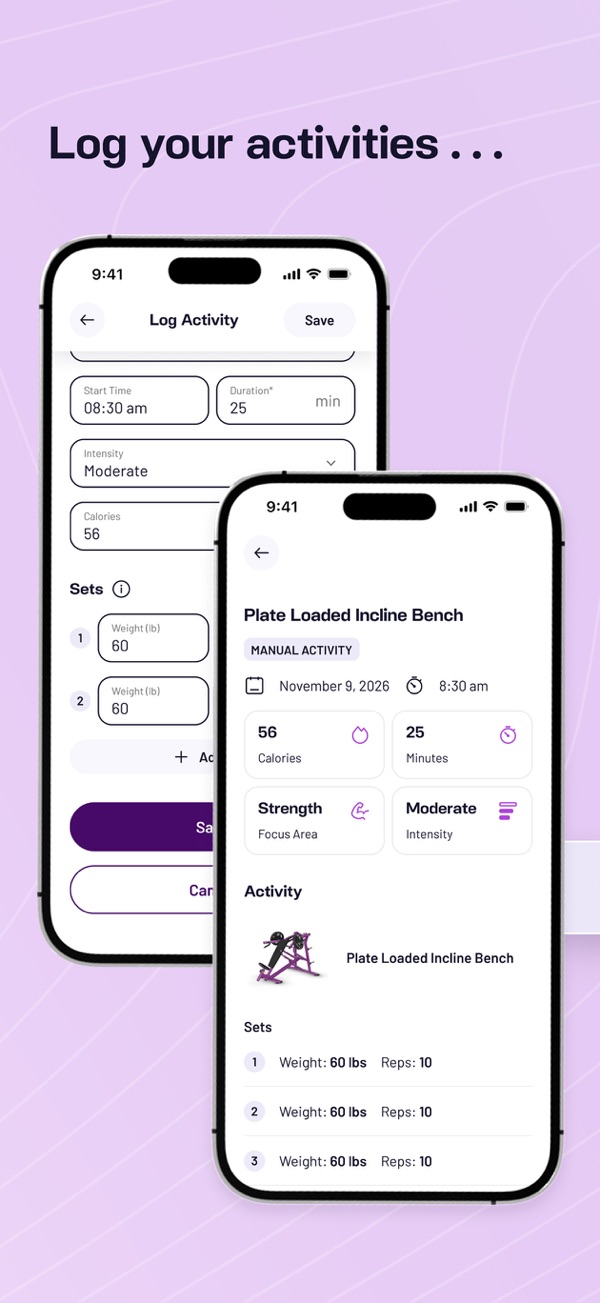 Log your activities . . .
9:41
Log Activity
Save
Start Time
08:30 am
Duration*
25
min
Intensity
Moderate
Calories
56
Sets
1
Weight (lb)
60
2
Weight (lb)
60
9:41
Plate Loaded Incline Bench
MANUAL ACTIVITY
November 9, 2026
8:30 am
56
Calories
25
Minutes
Strength
Focus Area
Moderate
Intensity
Activity
Plate Loaded Incline Bench
Sets
1 Weight: 60 lbs Reps: 10
2 Weight: 60 lbs Reps: 10
3 Weight: 60 lbs Reps: 10